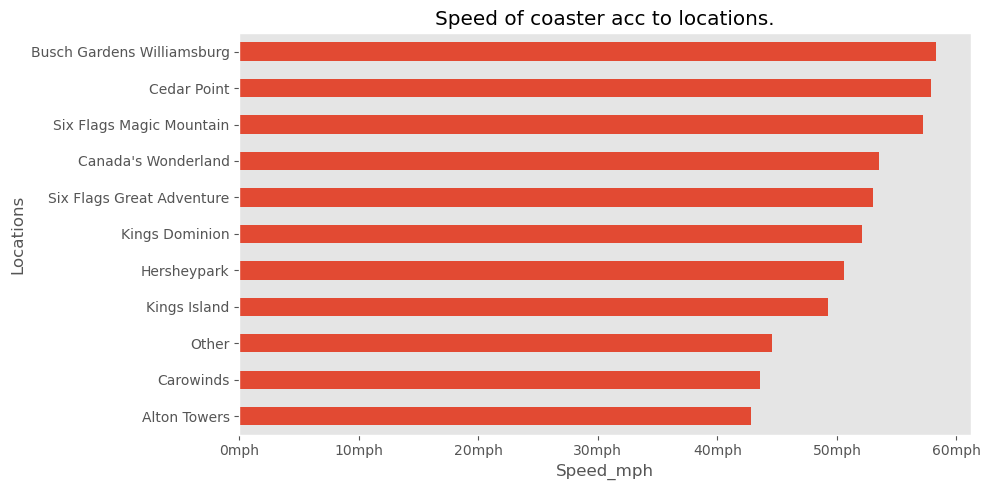 Speed of coaster acc to locations.
Locations
Busch Gardens Williamsburg
Cedar Point
Six Flags Magic Mountain
Canada's Wonderland
Six Flags Great Adventure
Kings Dominion
Hersheypark
Kings Island
Other
Carowinds
Alton Towers
0mph 10mph 20mph 30mph 40mph 50mph 60mph
Speed_mph